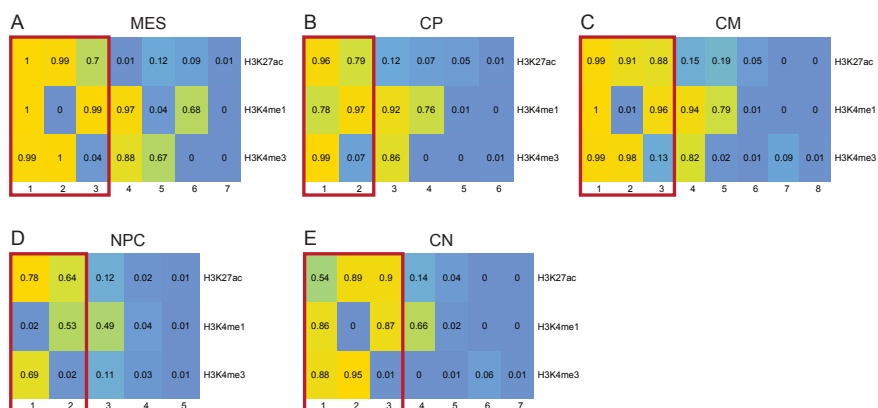 A MES
1 0.99 0.7 0.01 0.12 0.09 0.01 H3K27ac
1 0 0.99 0.97 0.04 0.68 0 H3K4me1
0.99 1 0.04 0.88 0.67 0 0 H3K4me3
1 2 3 4 5 6 7
B CP
0.96 0.79 0.12 0.07 0.05 0.01 H3K27ac
0.78 0.97 0.92 0.76 0.01 0 H3K4me1
0.99 0.07 0.86 0 0 0.01 H3K4me3
1 2 3 4 5 6
C CM
0.99 0.91 0.88 0.15 0.19 0.05 0 0 H3K27ac
1 0.01 0.96 0.94 0.79 0.01 0 0 H3K4me1
0.99 0.98 0.13 0.82 0.02 0.01 0.09 0.01 H3K4me3
1 2 3 4 5 6 7 8
D NPC
0.78 0.64 0.12 0.02 0.01 H3K27ac
0.02 0.53 0.49 0.04 0.01 H3K4me1
0.69 0.02 0.11 0.03 0.01 H3K4me3
1 2 3 4 5
E CN
0.54 0.89 0.9 0.14 0.04 0 0 H3K27ac
0.86 0 0.87 0.66 0.02 0 0 H3K4me1
0.88 0.95 0.01 0 0.01 0.06 0.01 H3K4me3
1 2 3 4 5 6 7